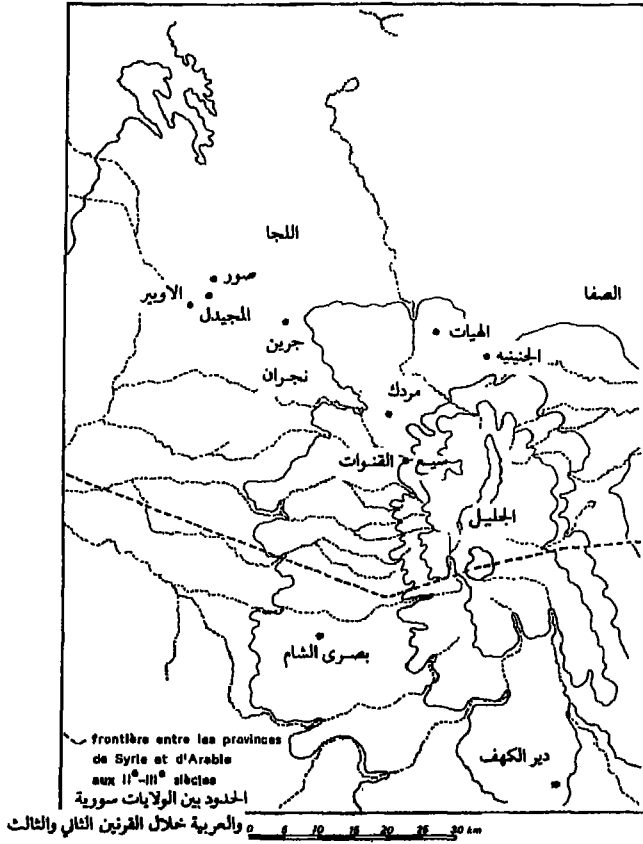 اللجا
الصفا
صور
الاوبير
المجيدل
جرين
نجران
الهيات
الجنينيه
مردك
سيع القنوات
الجليل
بصرى الشام
دير الكهف
frontière entre les provinces
de Syrie et d'Arabie
aux IIe-IIIe siècles
الحدود بين الولايات سورية
والعربية خلال القرنين الثاني والثالث
0 5 10 15 20 25 30 km